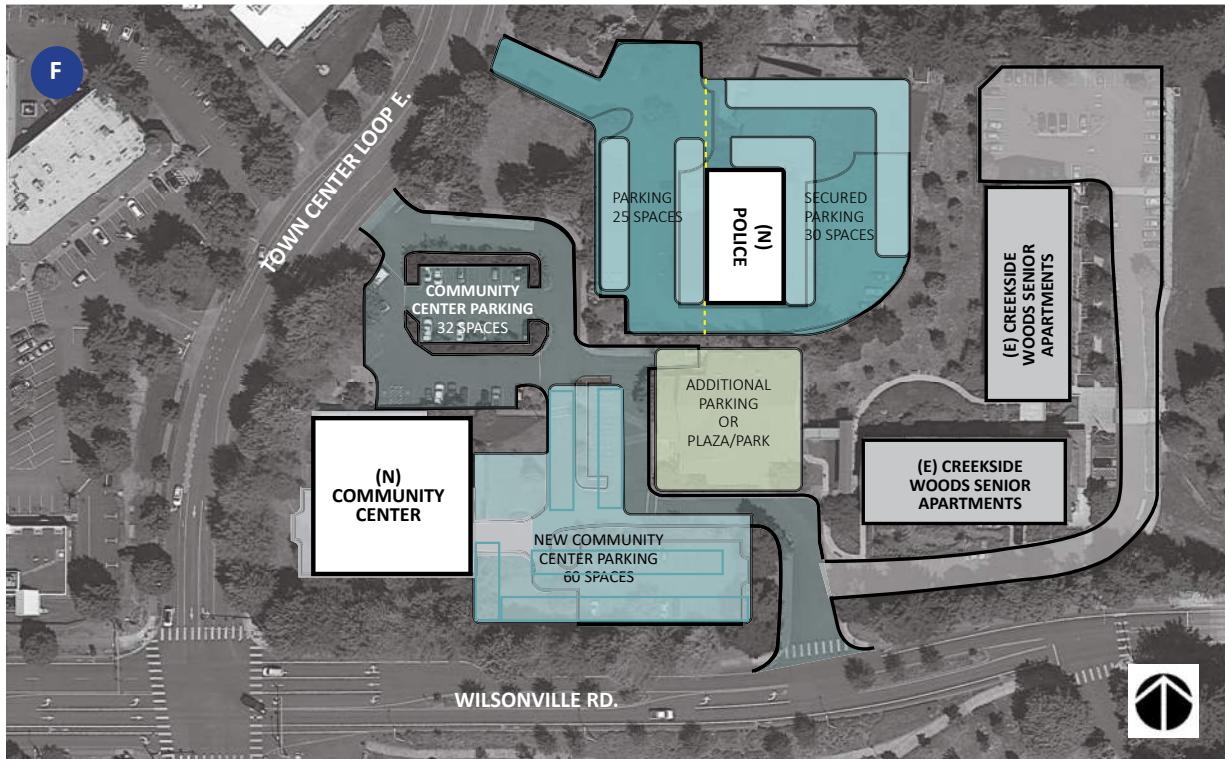 F
TOWN CENTER LOOP E.
PARKING
25 SPACES
(N)
POLICE
SECURED
PARKING
30 SPACES
COMMUNITY
CENTER PARKING
32 SPACES
(E) CREEKSIDE
WOODS SENIOR
APARTMENTS
ADDITIONAL
PARKING
OR
PLAZA/PARK
(N)
COMMUNITY
CENTER
(E) CREEKSIDE
WOODS SENIOR
APARTMENTS
NEW COMMUNITY
CENTER PARKING
60 SPACES
WILSONVILLE RD.